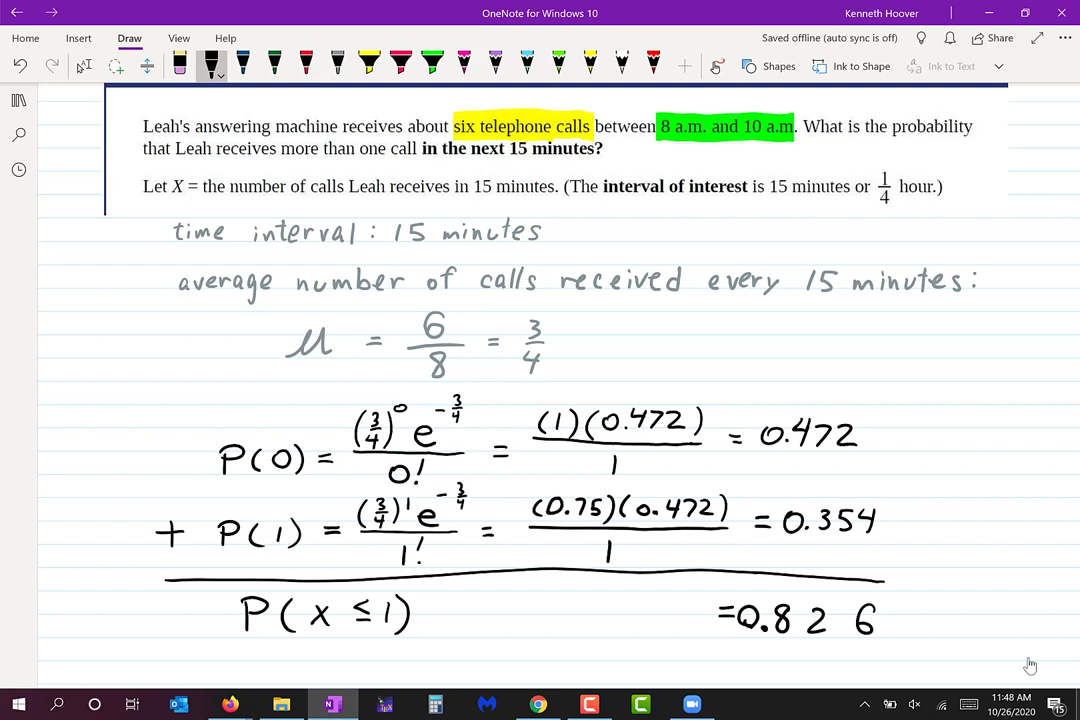 OneNote for Windows 10
Kenneth Hoover
Home Insert Draw View Help
Saved offline (auto sync is off)
Share
Shapes
Ink to Shape
Ink to Text
Leah's answering machine receives about six telephone calls between 8 a.m. and 10 a.m. What is the probability
that Leah receives more than one call in the next 15 minutes?
Let X = the number of calls Leah receives in 15 minutes. (The interval of interest is 15 minutes or 1/4 hour.)
time interval: 15 minutes
average number of calls received every 15 minutes:
μ = 6/8 = 3/4
P(0) = (3/4)^0 e^-3/4 / 0! = (1)(0.472) / 1 = 0.472
+ P(1) = (3/4)^1 e^-3/4 / 1! = (0.75)(0.472) / 1 = 0.354
P(x ≤ 1) = 0.826
11:48 AM
10/26/2020
15